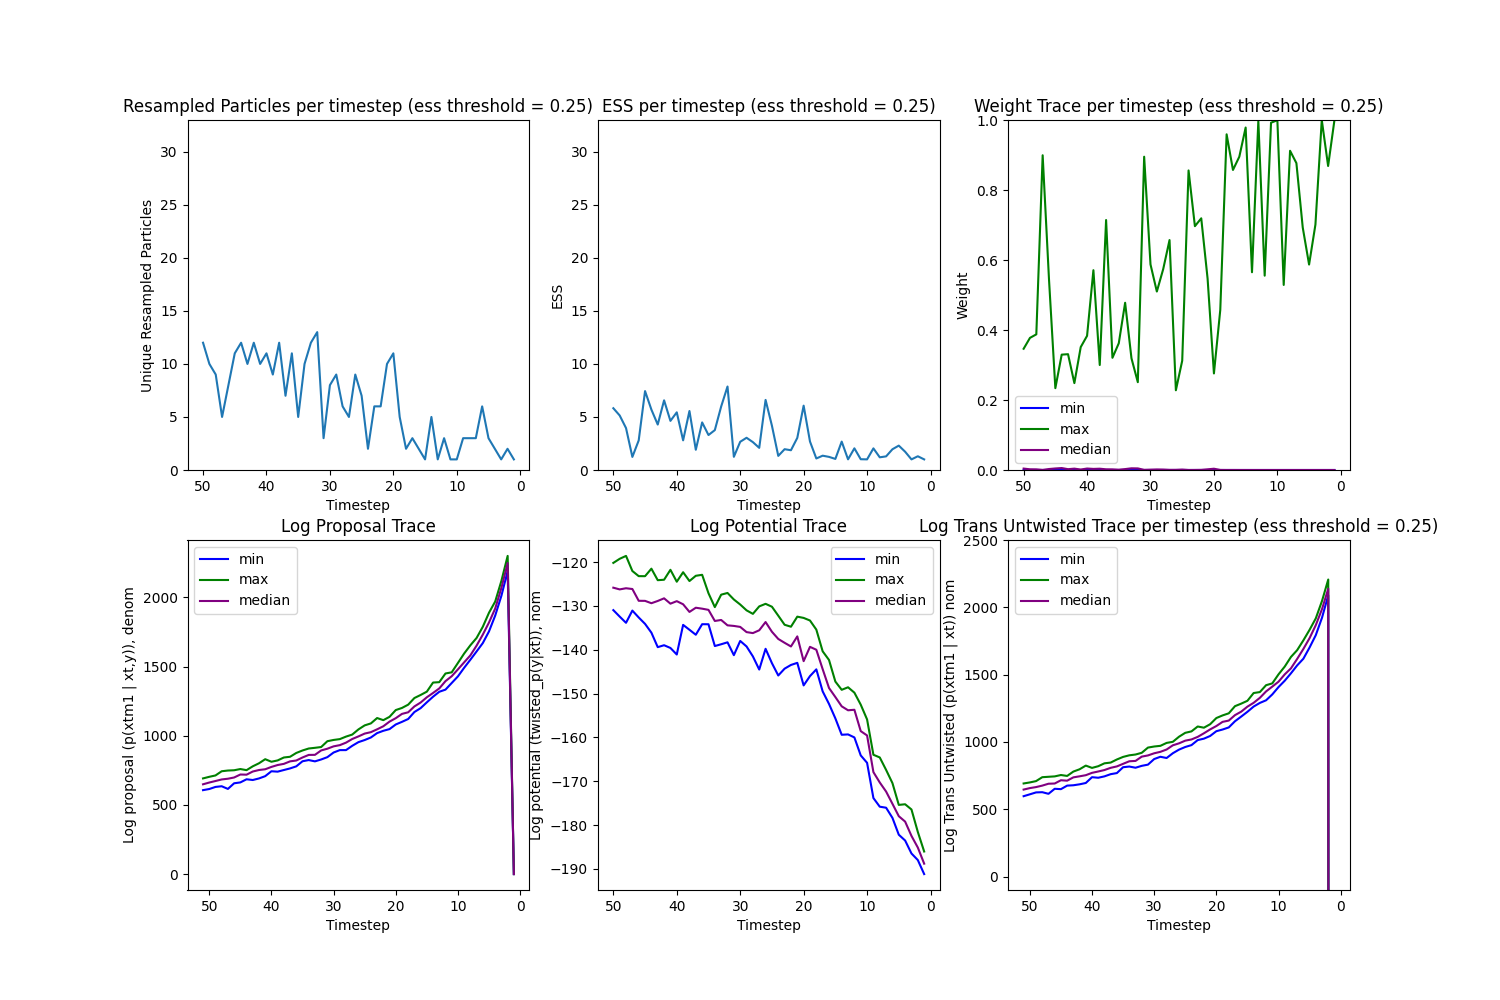 Resampled Particles per timestep (ess threshold = 0.25)
ESS per timestep (ess threshold = 0.25)
Weight Trace per timestep (ess threshold = 0.25)
Unique Resampled Particles
30
25
20
15
10
5
0
50 40 30 20 10 0
Timestep
ESS
30
25
20
15
10
5
0
50 40 30 20 10 0
Timestep
Weight
1.0
0.8
0.6
0.4
0.2
0.0
min
max
median
50 40 30 20 10 0
Timestep
Log Proposal Trace
Log Potential Trace
Log Trans Untwisted Trace per timestep (ess threshold = 0.25)
Log proposal (p(xtm1 | xt,y)), denom
2000
1500
1000
500
0
min
max
median
50 40 30 20 10 0
Timestep
Log potential (twisted_p(y|xt)), nom
−120
−130
−140
−150
−160
−170
−180
−190
min
max
median
50 40 30 20 10 0
Timestep
Log Trans Untwisted (p(xtm1 | xt)) nom
2500
2000
1500
1000
500
0
min
max
median
50 40 30 20 10 0
Timestep